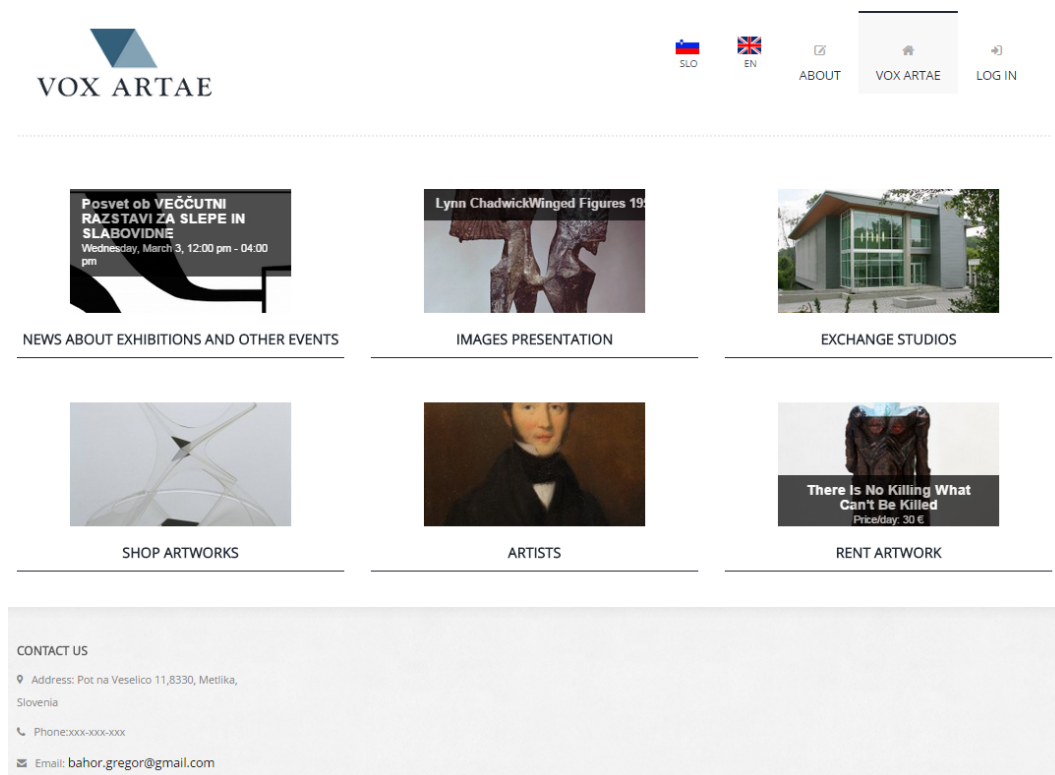 VOX ARTAE
SLO
EN
ABOUT
VOX ARTAE
LOG IN
Posvet ob VEČČUTNI
RAZSTAVI ZA SLEPE IN
SLABOVIDNE
Wednesday, March 3, 12:00 pm - 04:00
pm
Lynn ChadwickWinged Figures 195
NEWS ABOUT EXHIBITIONS AND OTHER EVENTS
IMAGES PRESENTATION
EXCHANGE STUDIOS
There Is No Killing What
Can't Be Killed
Price/day: 30 €
SHOP ARTWORKS
ARTISTS
RENT ARTWORK
CONTACT US
Address: Pot na Veselico 11,8330, Metlika,
Slovenia
Phone:xxx-xxx-xxx
Email: bahor.gregor@gmail.com